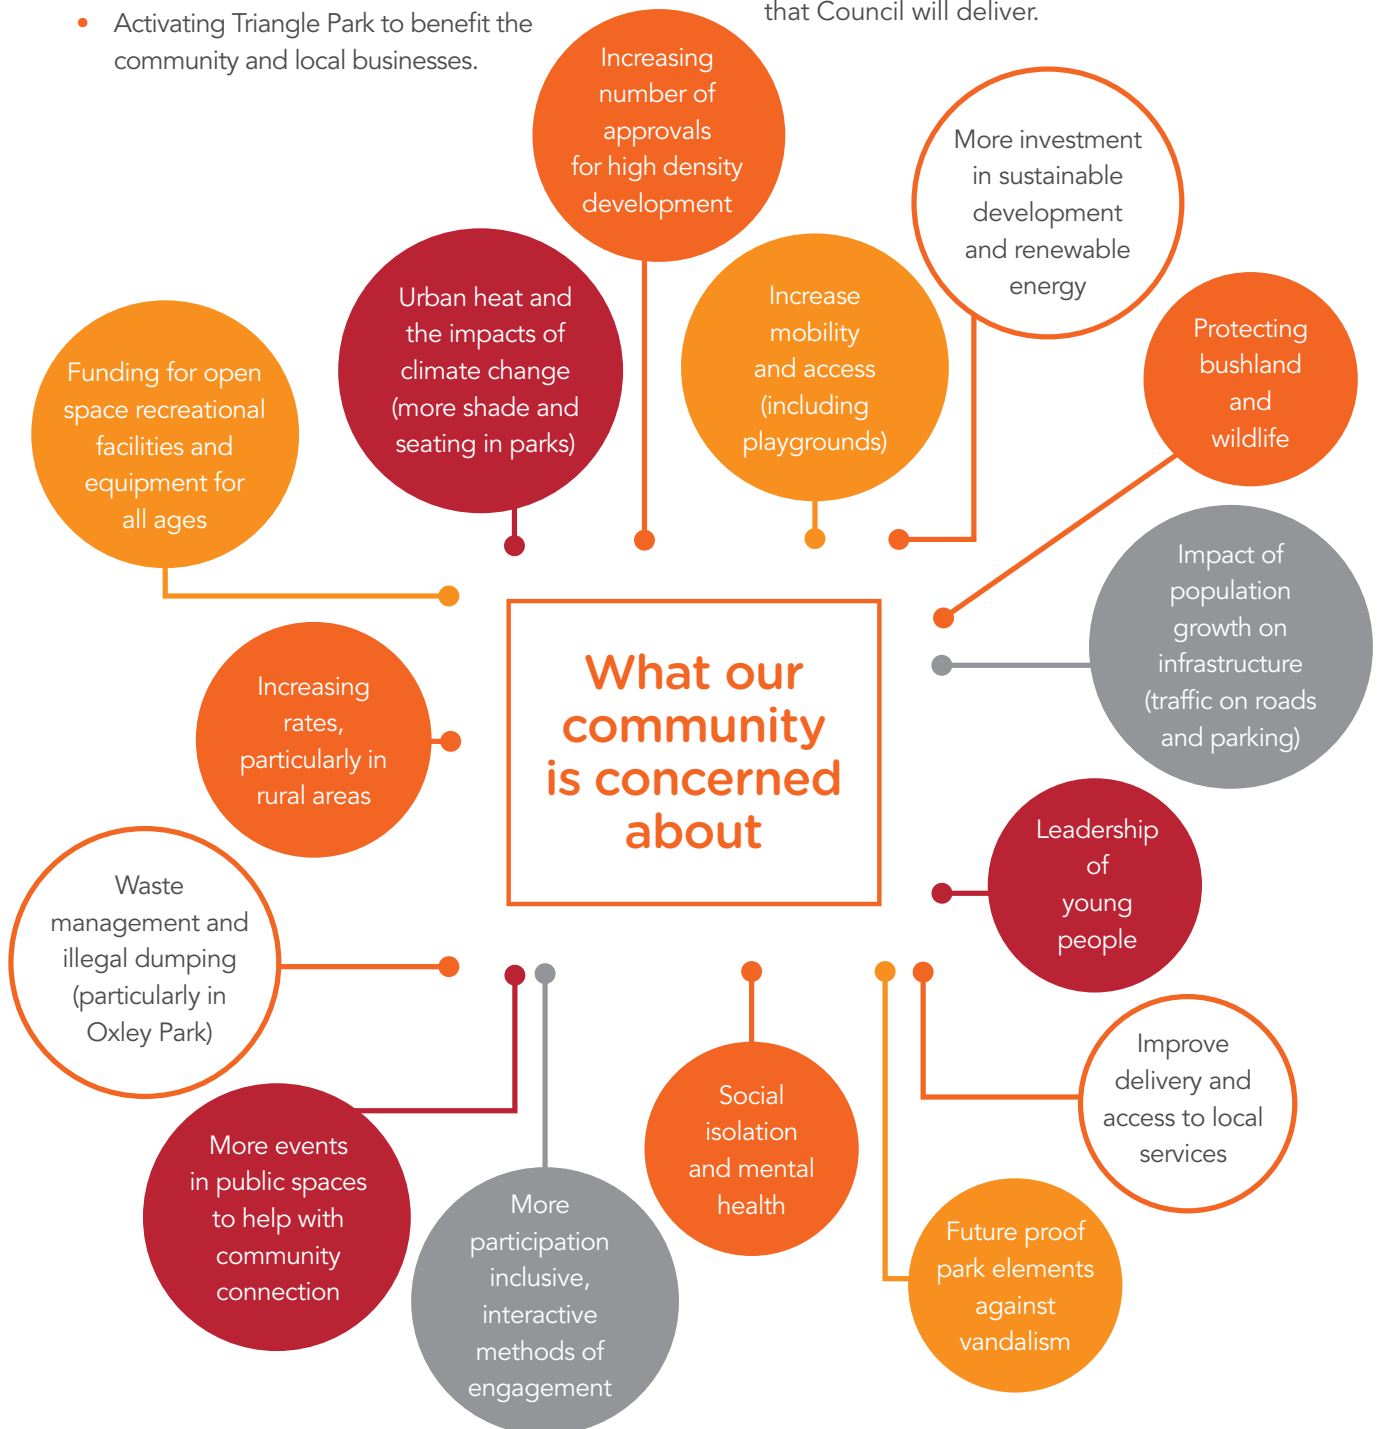 • Activating Triangle Park to benefit the
community and local businesses.
that Council will deliver.
Increasing
number of
approvals
for high density
development
More investment
in sustainable
development
and renewable
energy
Urban heat and
the impacts of
climate change
(more shade and
seating in parks)
Increase
mobility
and access
(including
playgrounds)
Protecting
bushland
and
wildlife
Funding for open
space recreational
facilities and
equipment for
all ages
Impact of
population
growth on
infrastructure
(traffic on roads
and parking)
What our
community
is concerned
about
Increasing
rates,
particularly in
rural areas
Leadership
of
young
people
Waste
management and
illegal dumping
(particularly in
Oxley Park)
Improve
delivery and
access to local
services
Social
isolation
and mental
health
More events
in public spaces
to help with
community
connection
More
participation
inclusive,
interactive
methods of
engagement
Future proof
park elements
against
vandalism